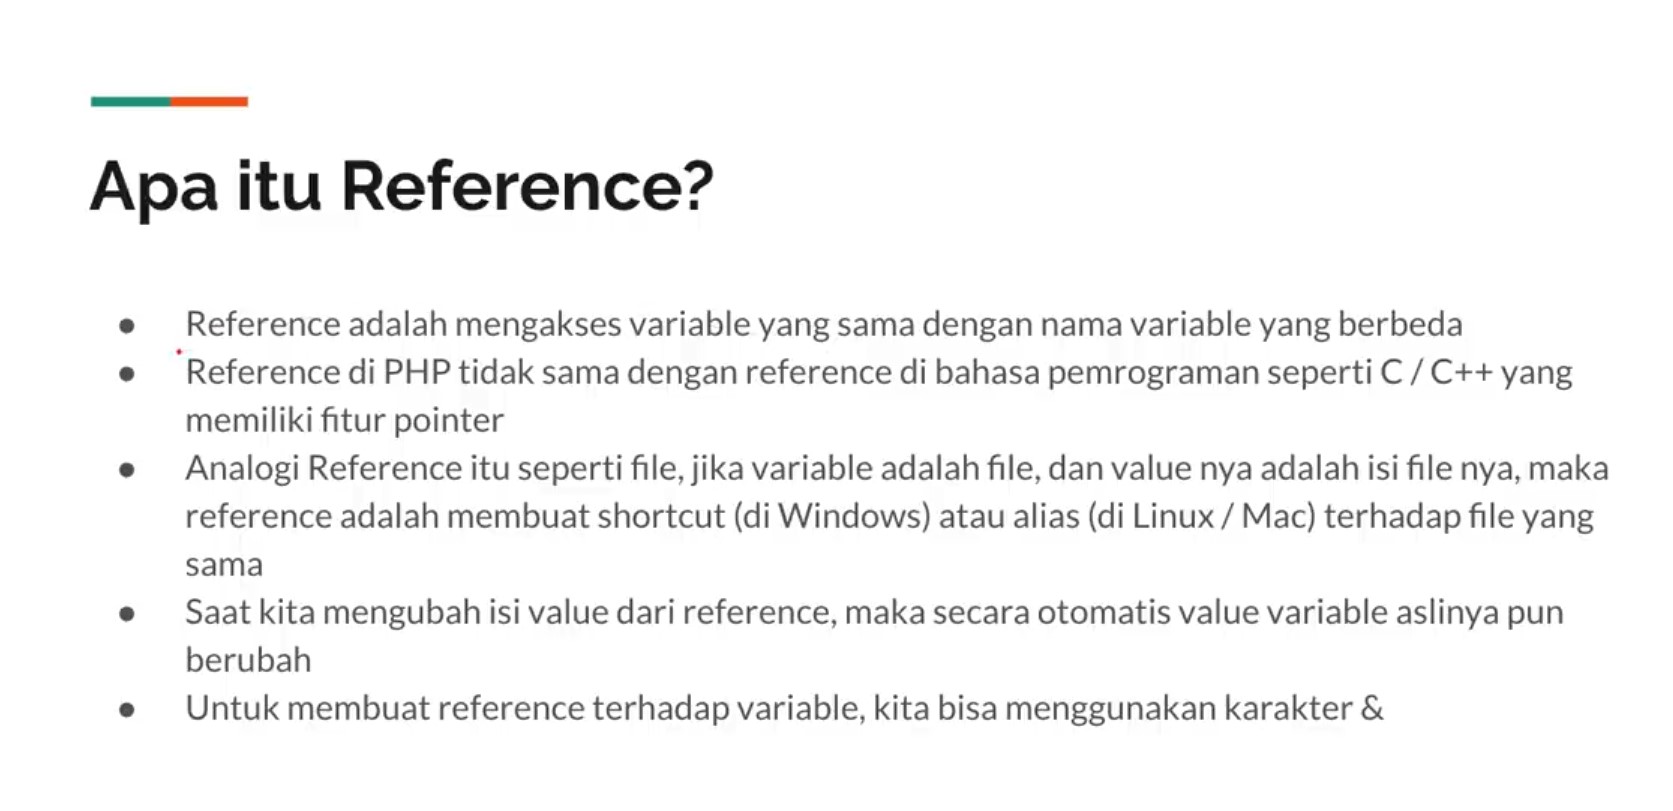 Apa itu Reference?
● Reference adalah mengakses variable yang sama dengan nama variable yang berbeda
● Reference di PHP tidak sama dengan reference di bahasa pemrograman seperti C / C++ yang
memiliki fitur pointer
● Analogi Reference itu seperti file, jika variable adalah file, dan value nya adalah isi file nya, maka
reference adalah membuat shortcut (di Windows) atau alias (di Linux / Mac) terhadap file yang
sama
● Saat kita mengubah isi value dari reference, maka secara otomatis value variable aslinya pun
berubah
● Untuk membuat reference terhadap variable, kita bisa menggunakan karakter &